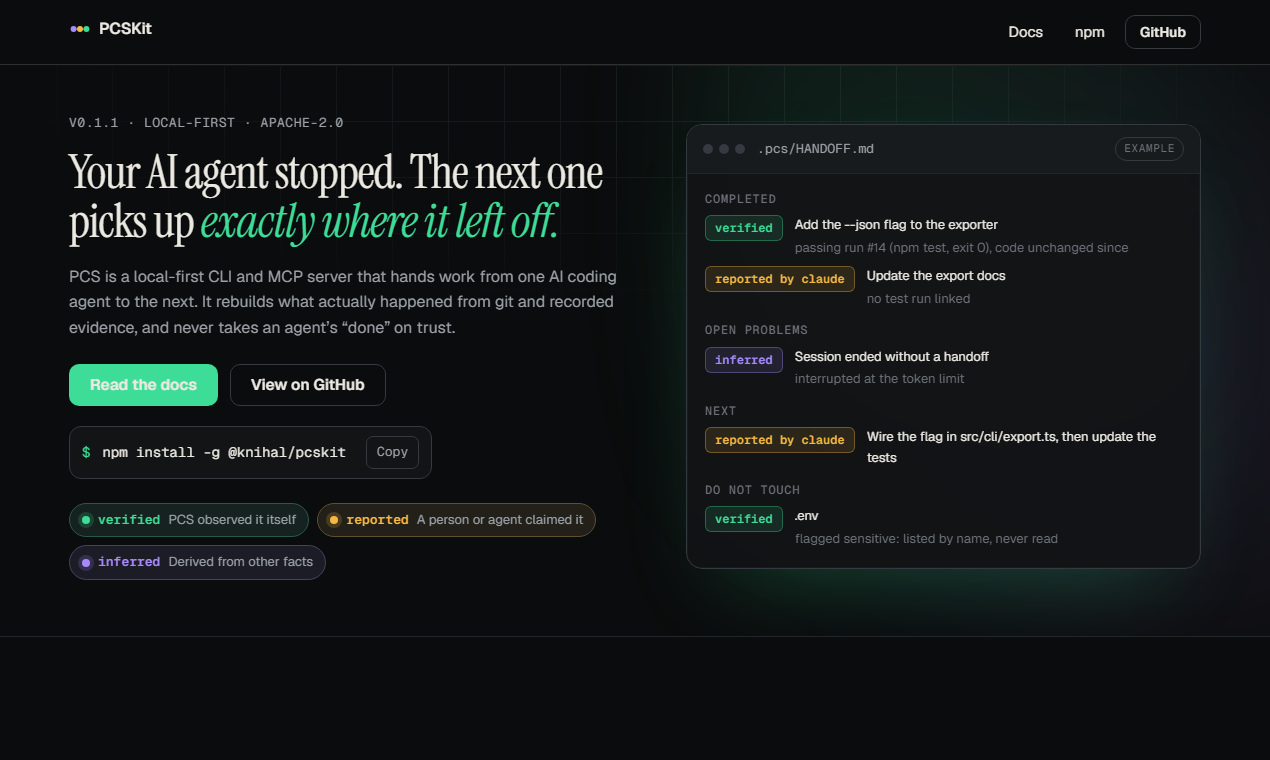 PCSKit
Docs
npm
GitHub
V0.1.1 · LOCAL-FIRST · APACHE-2.0
Your AI agent stopped. The next one
picks up exactly where it left off.
PCS is a local-first CLI and MCP server that hands work from one AI coding
agent to the next. It rebuilds what actually happened from git and recorded
evidence, and never takes an agent’s “done” on trust.
Read the docs
View on GitHub
$ npm install -g @knihal/pcskit
Copy
verified PCS observed it itself
reported A person or agent claimed it
inferred Derived from other facts
.pcs/HANDOFF.md
EXAMPLE
COMPLETED
verified Add the --json flag to the exporter
passing run #14 (npm test, exit 0), code unchanged since
reported by claude Update the export docs
no test run linked
OPEN PROBLEMS
inferred Session ended without a handoff
interrupted at the token limit
NEXT
reported by claude Wire the flag in src/cli/export.ts, then update the
tests
DO NOT TOUCH
verified .env
flagged sensitive: listed by name, never read